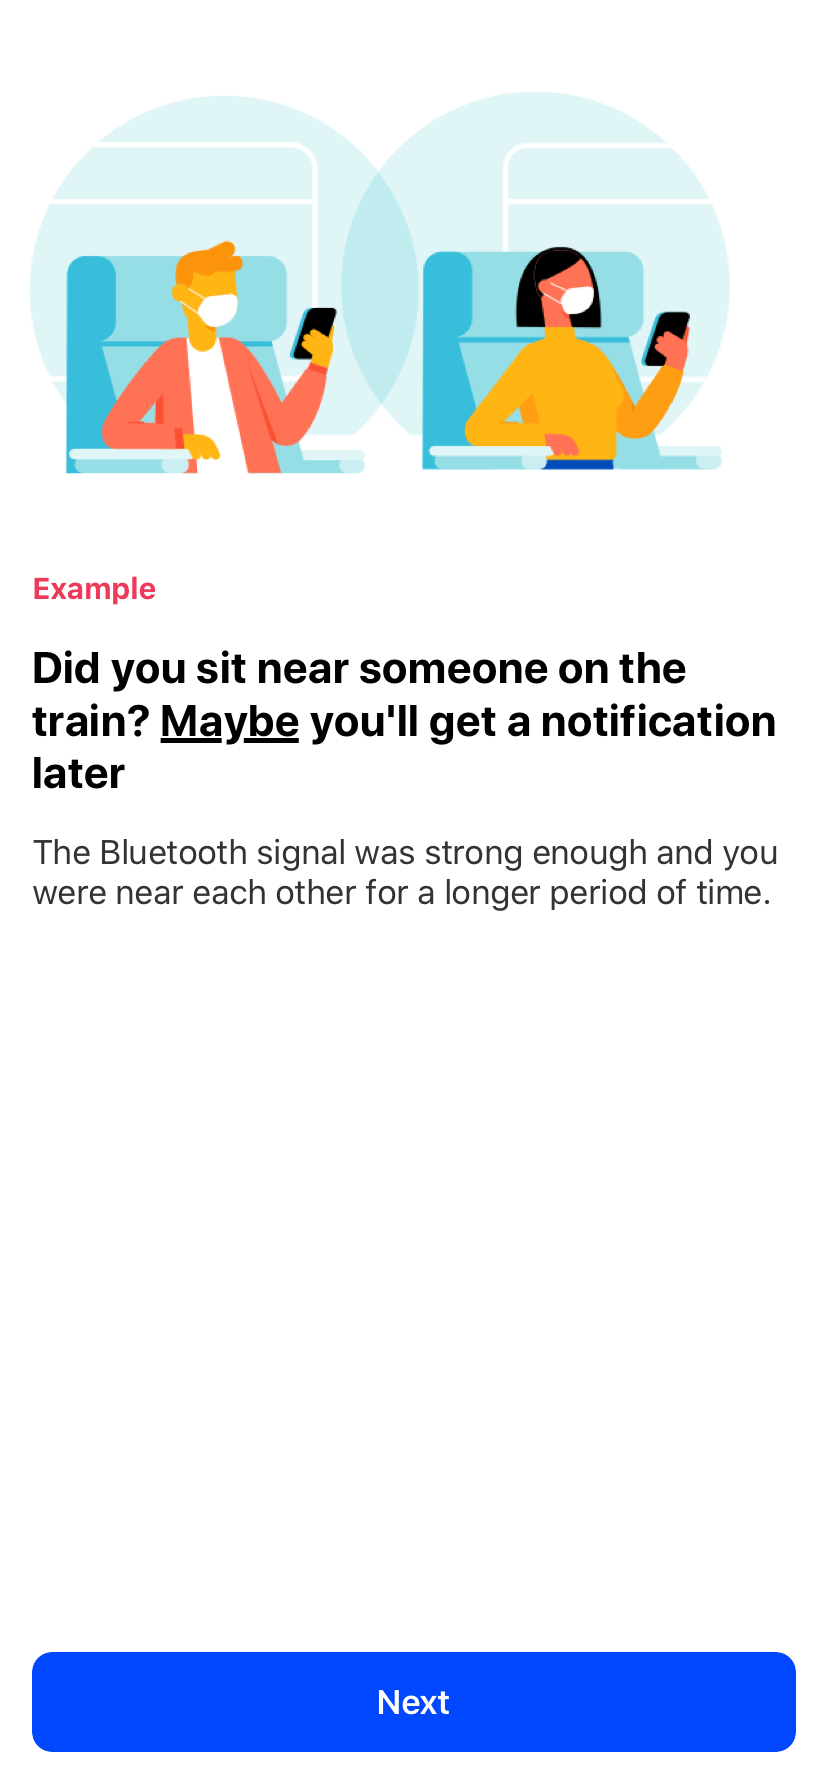 Example
Did you sit near someone on the
train? Maybe you'll get a notification
later
The Bluetooth signal was strong enough and you
were near each other for a longer period of time.
Next